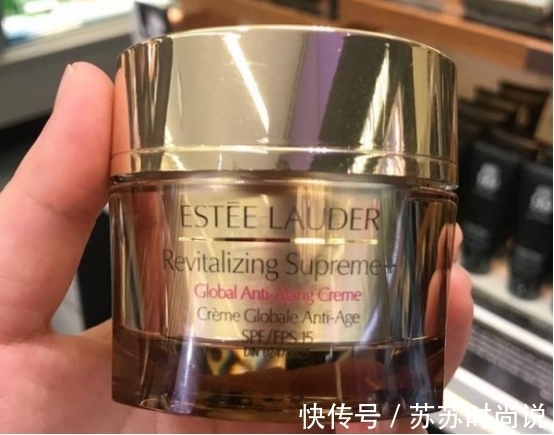 ESTĒE LAUDER
Revitalizing Supreme+
Global Anti-Aging Creme
Crème Globale Anti-Age
SPF/FPS 15
DIN
快传号 / 苏苏时尚说